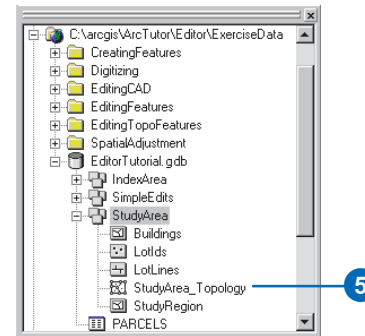 C:\arcgis\ArcTutor\Editor\ExerciseData
CreatingFeatures
Digitizing
EditingCAD
EditingFeatures
EditingTopoFeatures
SpatialAdjustment
EditorTutorial.gdb
IndexArea
SimpleEdits
StudyArea
Buildings
LotIds
LotLines
StudyArea_Topology 5
StudyRegion
PARCELS